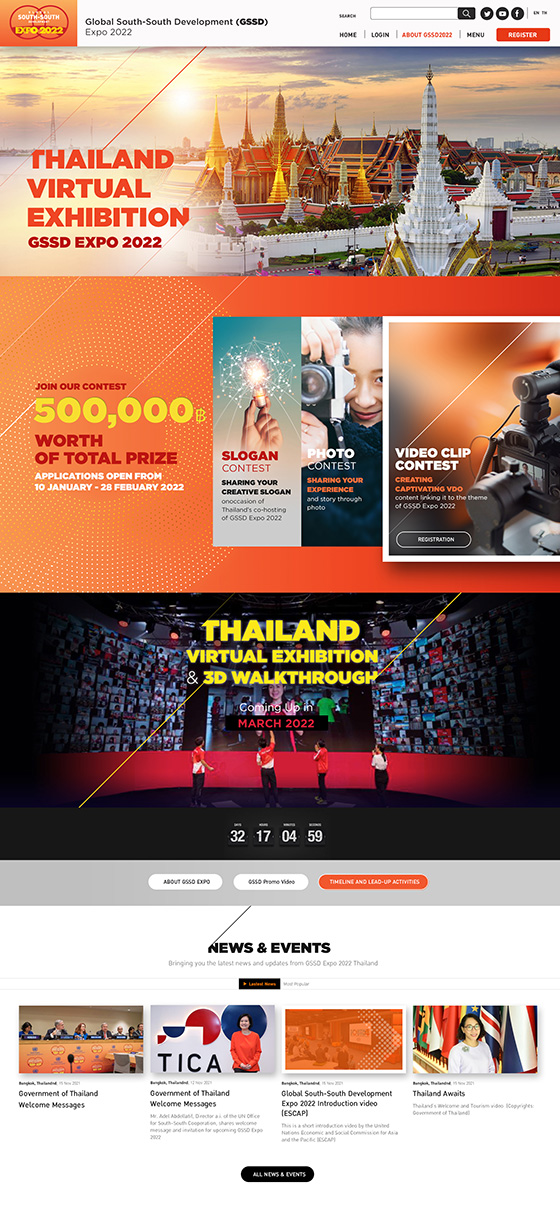 SOUTH-SOUTH
EXPO 2022
Global South-South Development (GSSD)
Expo 2022
SEARCH
EN TH
HOME
LOGIN
ABOUT GSSD2022
MENU
REGISTER
THAILAND
VIRTUAL
EXHIBITION
GSSD EXPO 2022
JOIN OUR CONTEST
500,000฿
WORTH
OF TOTAL PRIZE
APPLICATIONS OPEN FROM
10 JANUARY - 28 FEBUARY 2022
SLOGAN
CONTEST
SHARING YOUR
CREATIVE SLOGAN
onoccasion of
Thailand's co-hosting
of GSSD Expo 2022
PHOTO
CONTEST
SHARING YOUR
EXPERIENCE
and story through
photo
VIDEO CLIP
CONTEST
CREATING
CAPTIVATING VDO
content linking it to the theme
of GSSD Expo 2022
REGISTRATION
THAILAND
VIRTUAL EXHIBITION
& 3D WALKTHROUGH
Coming Up in
MARCH 2022
DAYS HOURS MINUTES SECONDS
32 17 04 59
ABOUT GSSD EXPO
GSSD Promo Video
TIMELINE AND LEAD-UP ACTIVITIES
NEWS & EVENTS
Bringing you the latest news and updates from GSSD Expo 2022 Thailand
Lastest News
Most Popular
Bangkok, Thailandnd, 19 Nov 2021
Government of Thailand
Welcome Messages
TICA
Bangkok, Thailandnd, 12 Nov 2021
Government of Thailand
Welcome Messages
Mr. Adel Abdellatif, Director a.i. of the UN Office
for South-South Cooperation, shares welcome
message and invitation for upcoming GSSD Expo
2022
Bangkok, Thailandnd, 15 Nov 2021
Global South-South Development
Expo 2022 Introduction video
(ESCAP)
This is a short introduction video by the United
Nations Economic and Social Commission for Asia
and the Pacific (ESCAP)
Bangkok, Thailandnd, 15 Nov 2021
Thailand Awaits
Thailand's Welcome and Tourism video (Copyrights:
Government of Thailand)
ALL NEWS & EVENTS